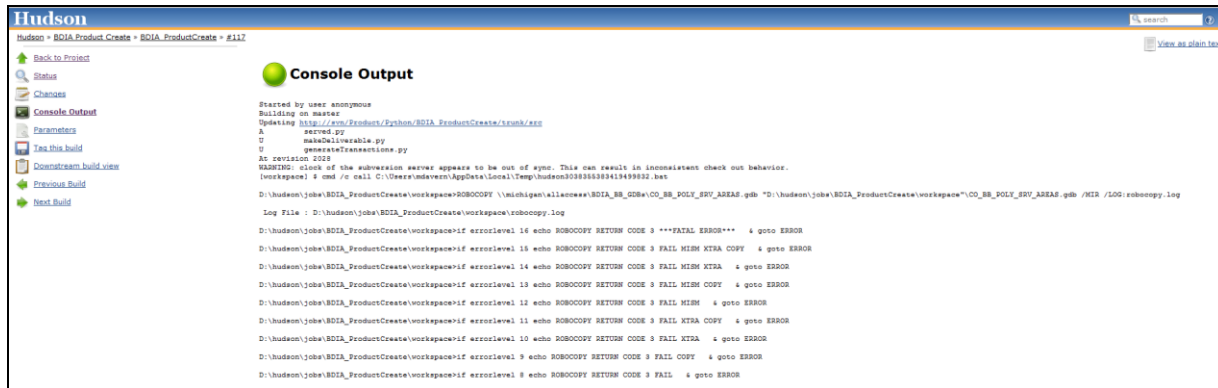 Hudson
search
Hudson » BDIA Product Create » BDIA_ProductCreate » #117
View as plain tex
Back to Project
Status
Changes
Console Output
Parameters
Tag this build
Downstream build view
Previous Build
Next Build
Console Output
Started by user anonymous
Building on master
Updating http://svn/Product/Python/BDIA_ProductCreate/trunk/src
A served.py
U makeDeliverable.py
U generateTransactions.py
At revision 2028
WARNING: clock of the subversion server appears to be out of sync. This can result in inconsistent check out behavior.
[workspace] $ cmd /c call C:\Users\mdavern\AppData\Local\Temp\hudson3038355383419499832.bat
D:\hudson\jobs\BDIA_ProductCreate\workspace>ROBOCOPY \\michigan\allaccess\BDIA_BB_GDBs\CO_BB_POLY_SRV_AREAS.gdb "D:\hudson\jobs\BDIA_ProductCreate\workspace"\CO_BB_POLY_SRV_AREAS.gdb /MIR /LOG:robocopy.log
Log File : D:\hudson\jobs\BDIA_ProductCreate\workspace\robocopy.log
D:\hudson\jobs\BDIA_ProductCreate\workspace>if errorlevel 16 echo ROBOCOPY RETURN CODE 3 ***FATAL ERROR*** & goto ERROR
D:\hudson\jobs\BDIA_ProductCreate\workspace>if errorlevel 15 echo ROBOCOPY RETURN CODE 3 FAIL MISM XTRA COPY & goto ERROR
D:\hudson\jobs\BDIA_ProductCreate\workspace>if errorlevel 14 echo ROBOCOPY RETURN CODE 3 FAIL MISM XTRA & goto ERROR
D:\hudson\jobs\BDIA_ProductCreate\workspace>if errorlevel 13 echo ROBOCOPY RETURN CODE 3 FAIL MISM COPY & goto ERROR
D:\hudson\jobs\BDIA_ProductCreate\workspace>if errorlevel 12 echo ROBOCOPY RETURN CODE 3 FAIL MISM & goto ERROR
D:\hudson\jobs\BDIA_ProductCreate\workspace>if errorlevel 11 echo ROBOCOPY RETURN CODE 3 FAIL XTRA COPY & goto ERROR
D:\hudson\jobs\BDIA_ProductCreate\workspace>if errorlevel 10 echo ROBOCOPY RETURN CODE 3 FAIL XTRA & goto ERROR
D:\hudson\jobs\BDIA_ProductCreate\workspace>if errorlevel 9 echo ROBOCOPY RETURN CODE 3 FAIL COPY & goto ERROR
D:\hudson\jobs\BDIA_ProductCreate\workspace>if errorlevel 8 echo ROBOCOPY RETURN CODE 3 FAIL & goto ERROR